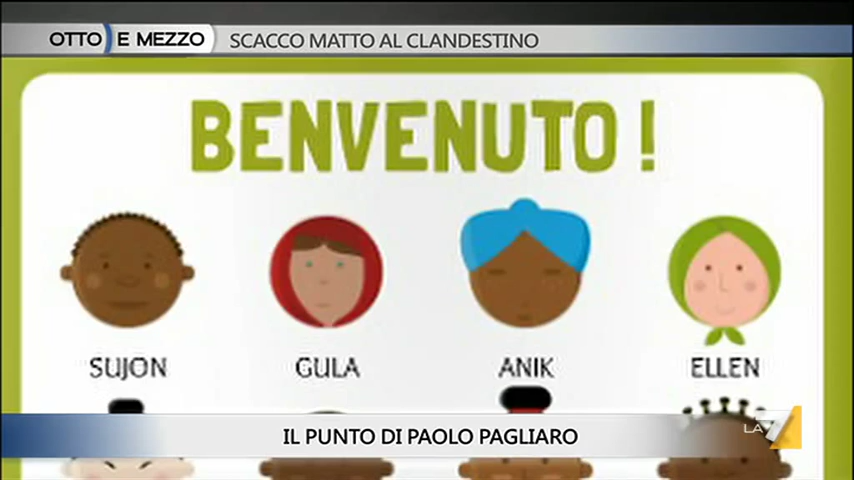 OTTO E MEZZO SCACCO MATTO AL CLANDESTINO
BENVENUTO !
SUJON GULA ANIK ELLEN
IL PUNTO DI PAOLO PAGLIARO
LA7